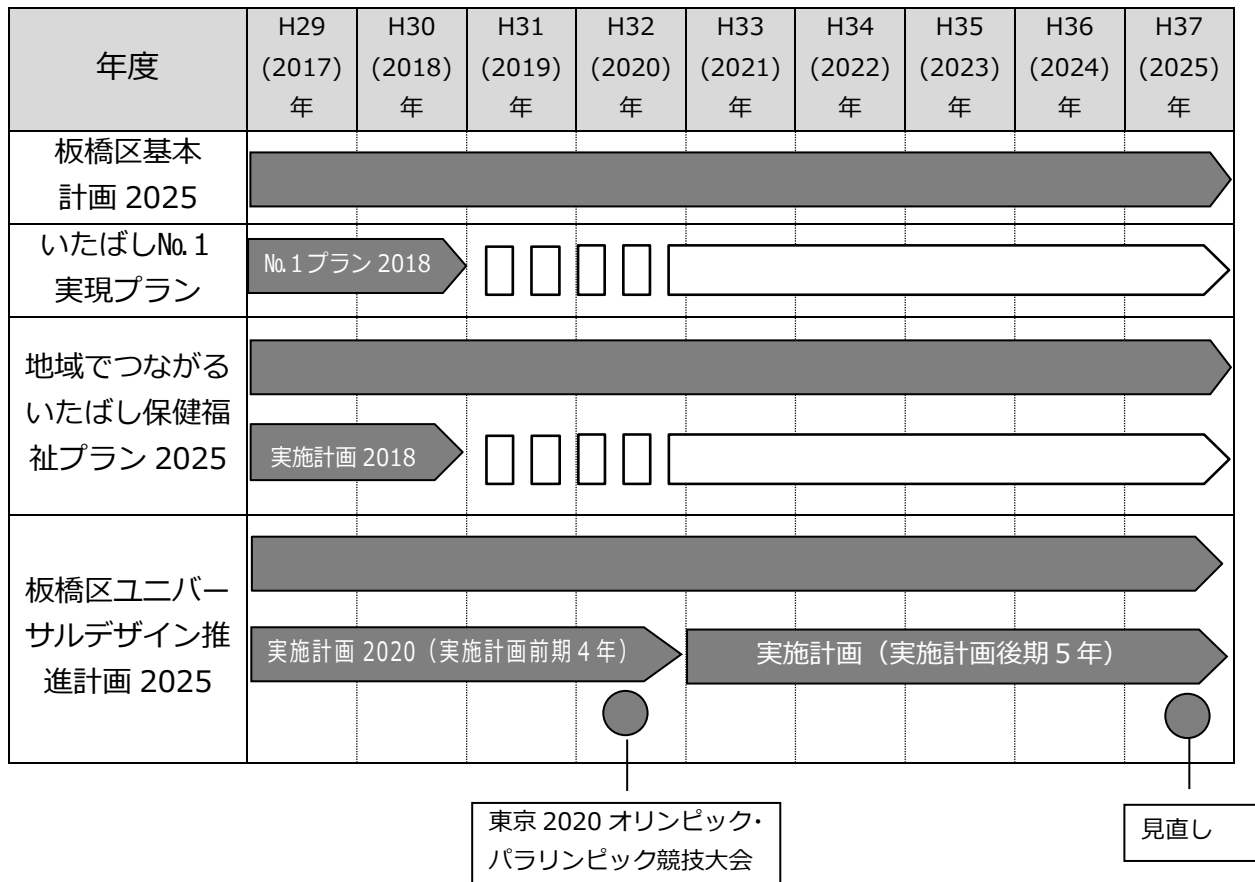 年度
H29
(2017)
年
H30
(2018)
年
H31
(2019)
年
H32
(2020)
年
H33
(2021)
年
H34
(2022)
年
H35
(2023)
年
H36
(2024)
年
H37
(2025)
年
板橋区基本
計画 2025
いたばし№1
実現プラン
№1プラン 2018
地域でつながる
いたばし保健福
祉プラン 2025
実施計画 2018
板橋区ユニバー
サルデザイン推
進計画 2025
実施計画 2020（実施計画前期４年）
実施計画（実施計画後期５年）
東京 2020 オリンピック・
パラリンピック競技大会
見直し